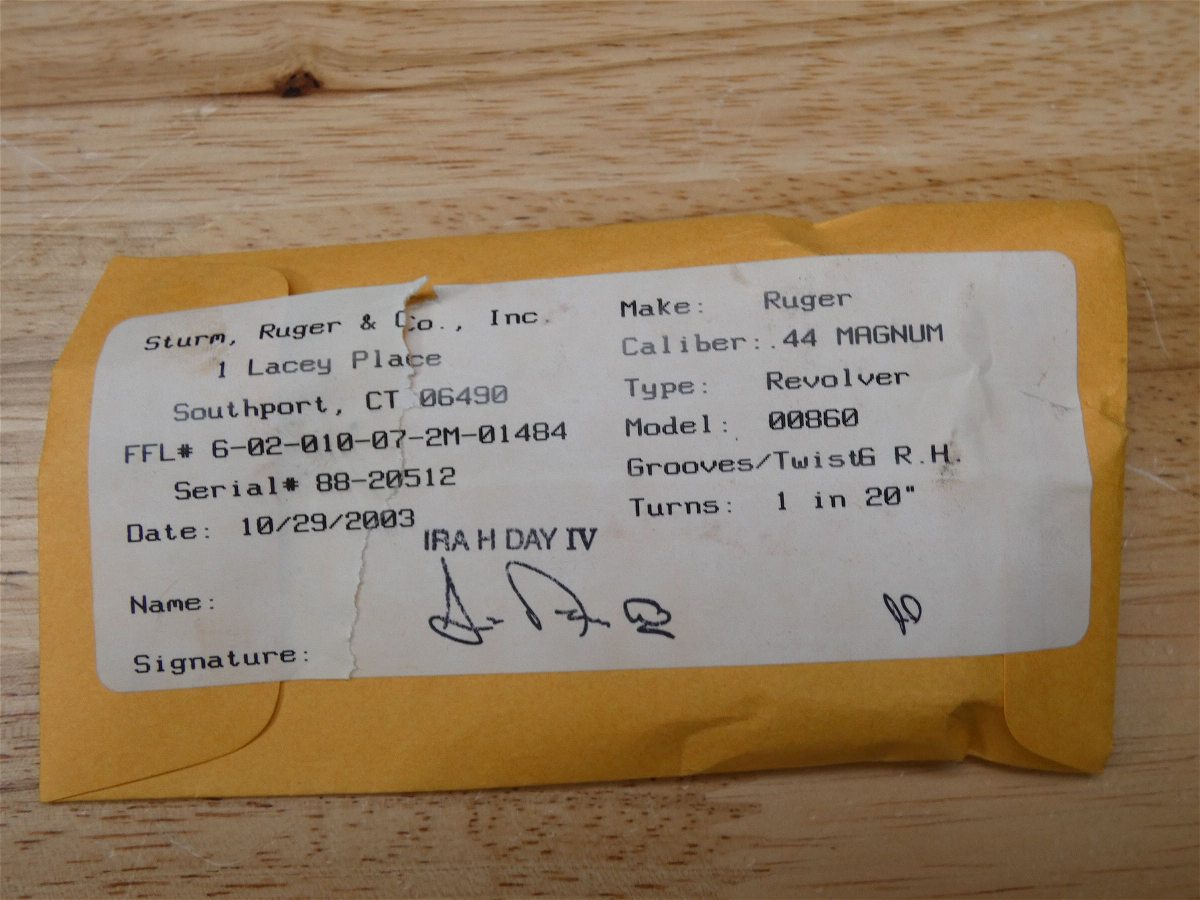 Sturm, Ruger & Co., Inc.
1 Lacey Place
Southport, CT 06490
FFL# 6-02-010-07-2M-01484
Serial# 88-20512
Date: 10/29/2003
IRA H DAY IV
Name:
Signature:
Make: Ruger
Caliber: .44 MAGNUM
Type: Revolver
Model: 00860
Grooves/Twist6 R.H.
Turns: 1 in 20"